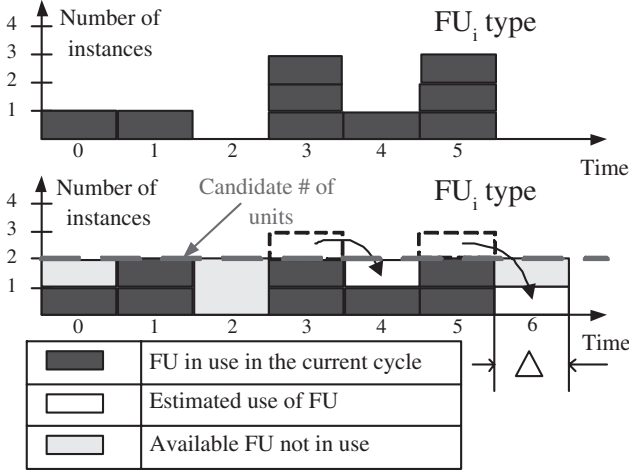 4 Number of FUi type
3 instances
2
1
0 1 2 3 4 5
Time
4 Number of Candidate # of FUi type
3 instances units
2
1
0 1 2 3 4 5 6 Time
FU in use in the current cycle △
Estimated use of FU
Available FU not in use